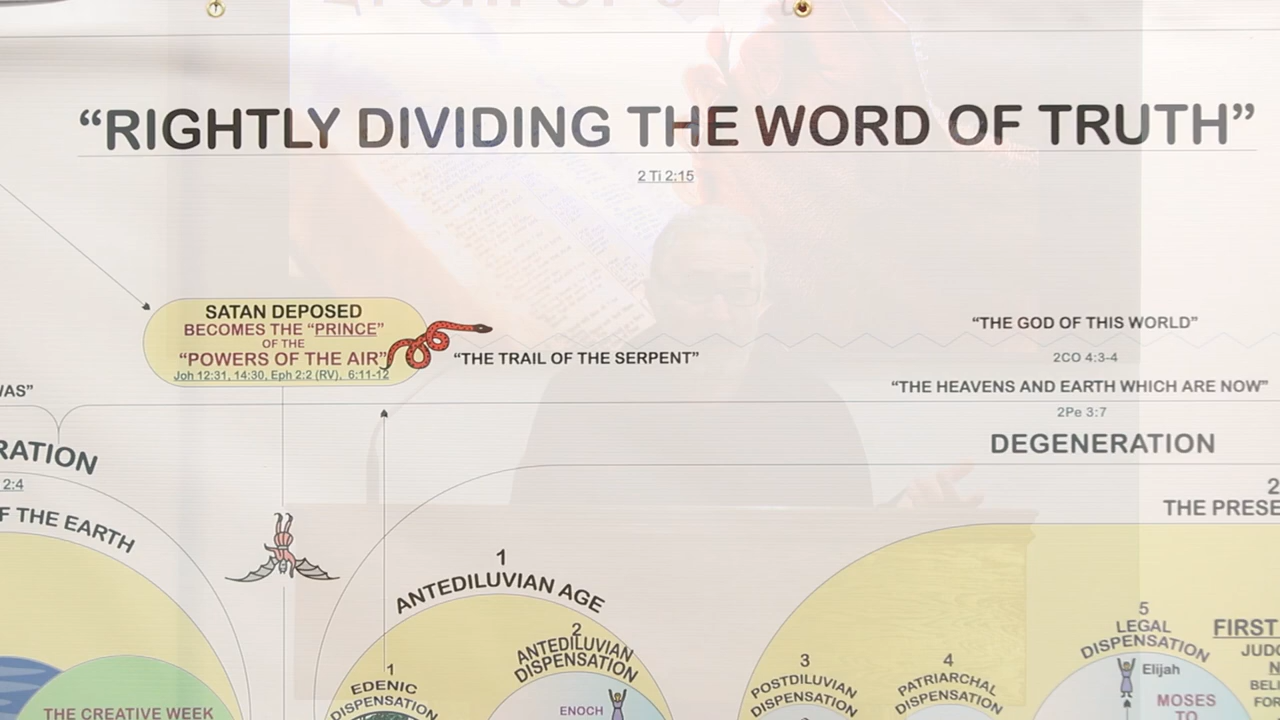 “RIGHTLY DIVIDING THE WORD OF TRUTH”
2 Ti 2:15
SATAN DEPOSED
BECOMES THE “PRINCE”
OF THE
“POWERS OF THE AIR”
Joh 12:31, 14:30, Eph 2:2 (RV), 6:11-12
“THE TRAIL OF THE SERPENT”
“THE GOD OF THIS WORLD”
2CO 4:3-4
“THE HEAVENS AND EARTH WHICH ARE NOW”
2Pe 3:7
DEGENERATION
WAS”
RATION
2:4
F THE EARTH
THE CREATIVE WEEK
1
ANTEDILUVIAN AGE
1
EDENIC
DISPENSATION
2
ANTEDILUVIAN
DISPENSATION
ENOCH
2
THE PRESE
3
POSTDILUVIAN
DISPENSATION
4
PATRIARCHAL
DISPENSATION
5
LEGAL
DISPENSATION
Elijah
MOSES
TO
FIRST
JUDG
N
BELI
FOR